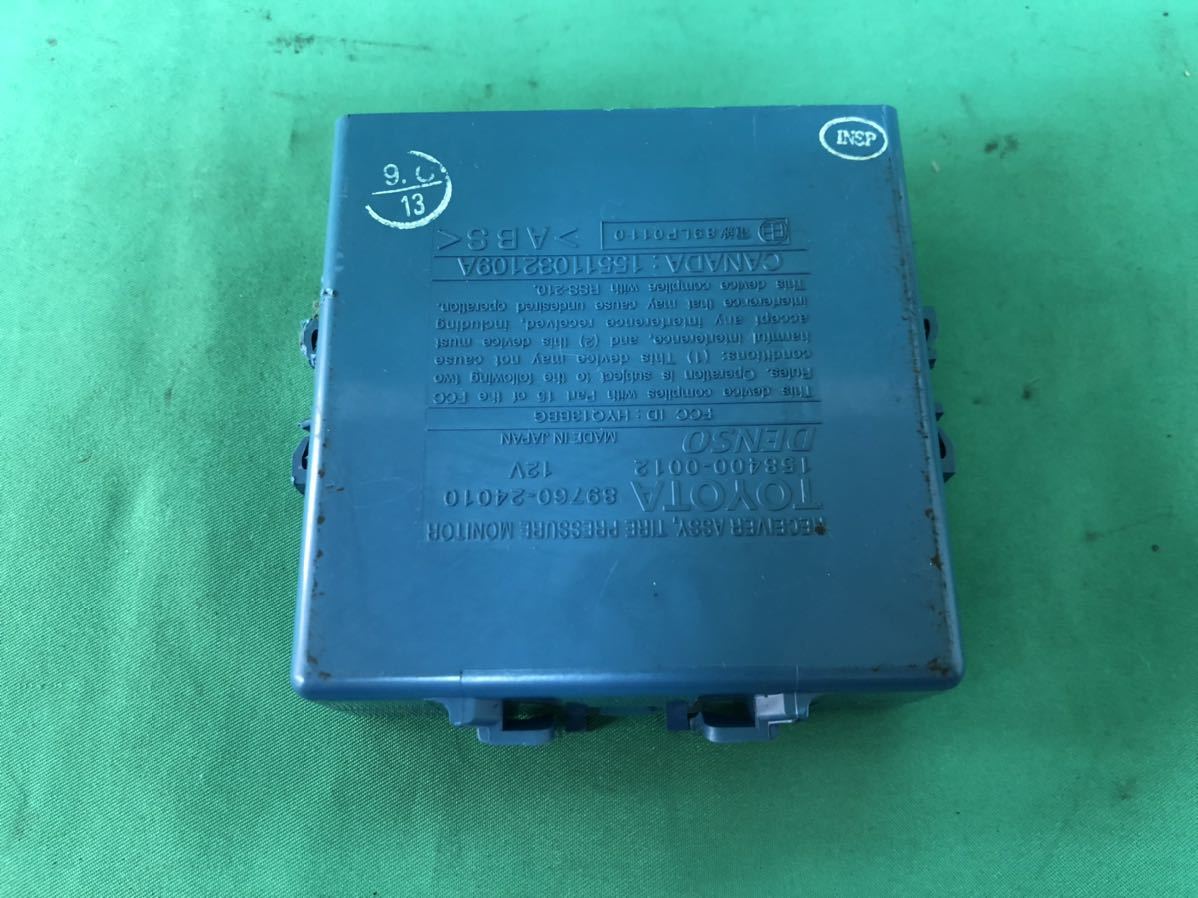 RECEIVER ASSY, TIRE PRESSURE MONITOR
TOYOTA 89760-24010
158400-0012 12V
DENSO MADE IN JAPAN
FCC ID : HYQ13BBG
This device complies with Part 15 of the FCC
Rules. Operation is subject to the following two
conditions: (1) This device may not cause
harmful interference, and (2) this device must
accept any interference received, including
interference that may cause undesired operation.
This device complies with RSS-210.
CANADA : 15511082109A
>ABS<
INSP
9.
13